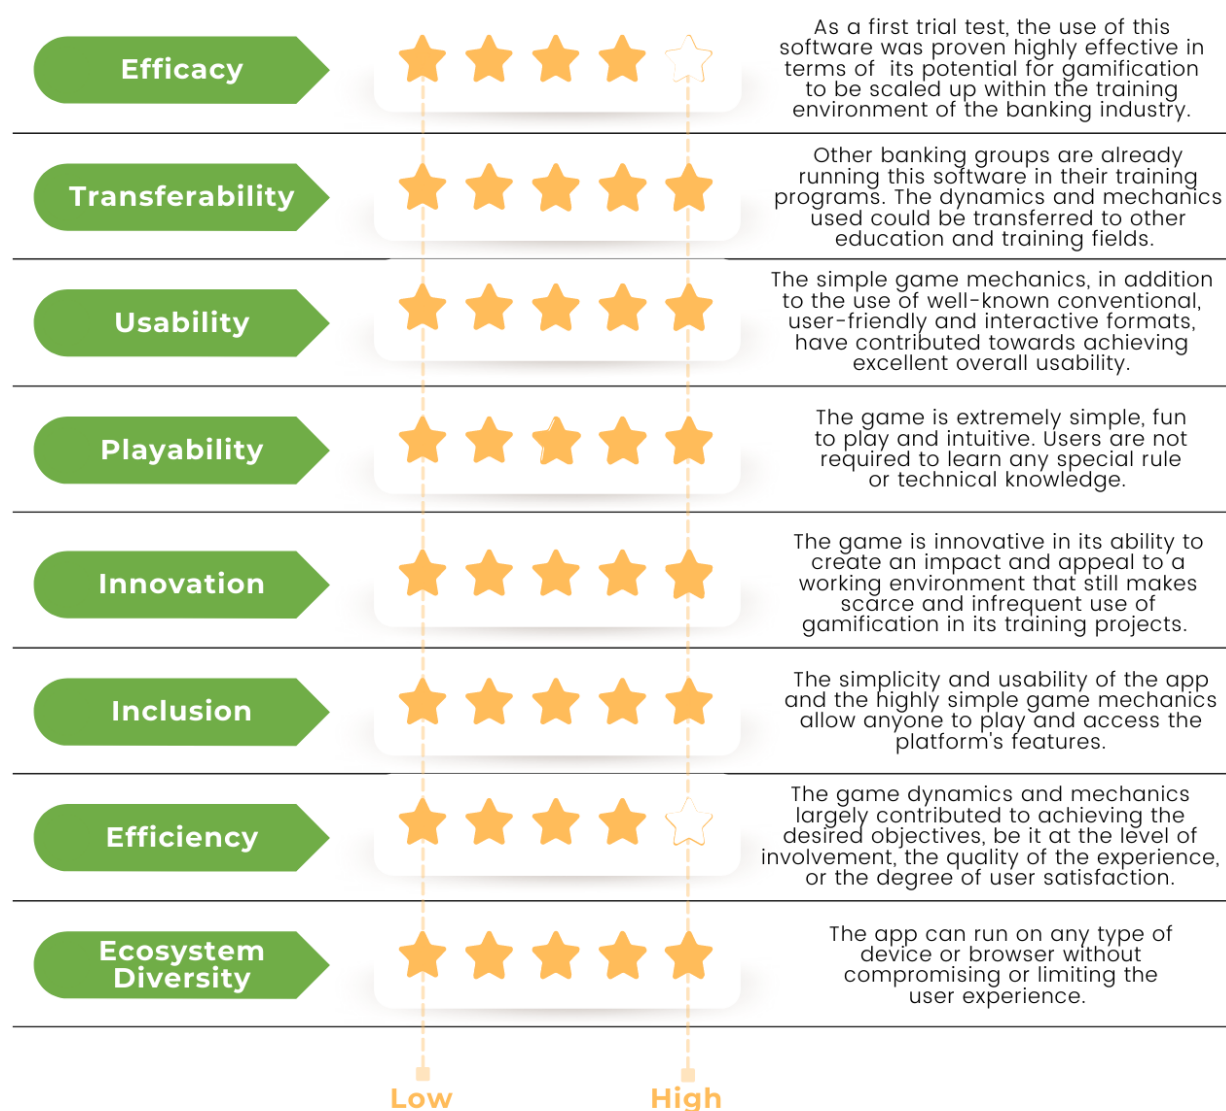 Efficacy
As a first trial test, the use of this
software was proven highly effective in
terms of  its potential for gamification
to be scaled up within the training
environment of the banking industry.
Transferability
Other banking groups are already
running this software in their training
programs. The dynamics and mechanics
used could be transferred to other
education and training fields.
Usability
The simple game mechanics, in addition
to the use of well-known conventional,
user-friendly and interactive formats,
have contributed towards achieving
excellent overall usability.
Playability
The game is extremely simple, fun
to play and intuitive. Users are not
required to learn any special rule
or technical knowledge.
Innovation
The game is innovative in its ability to
create an impact and appeal to a
working environment that still makes
scarce and infrequent use of
gamification in its training projects.
Inclusion
The simplicity and usability of the app
and the highly simple game mechanics
allow anyone to play and access the
platform's features.
Efficiency
The game dynamics and mechanics
largely contributed to achieving the
desired objectives, be it at the level of
involvement, the quality of the experience,
or the degree of user satisfaction.
Ecosystem
Diversity
The app can run on any type of
device or browser without
compromising or limiting the
user experience.
Low
High